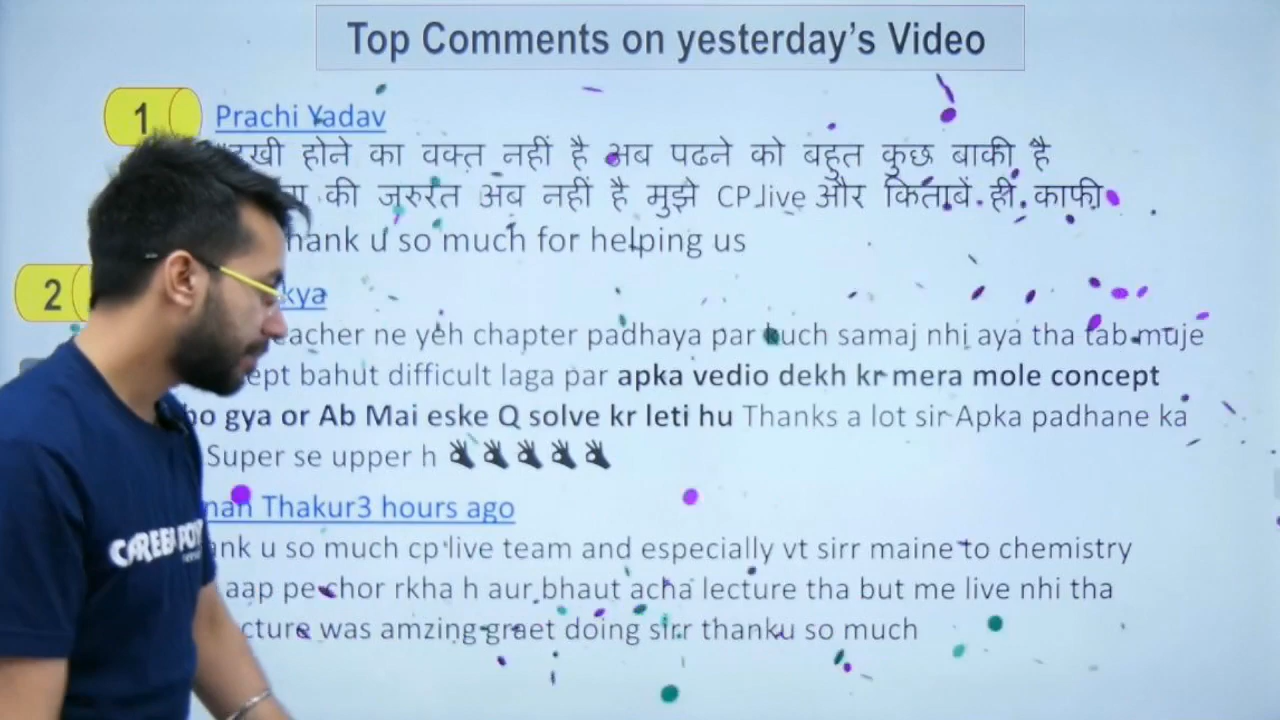 Top Comments on yesterday's Video
1
Prachi Yadav
होने का वक्त़ नहीं है अब पढने को बहुत कुछ बाकी है
की जरुरत अब नहीं है मुझे CP live और किताबें ही काफी
hank u so much for helping us
2
kya
eacher ne yeh chapter padhaya par kuch samaj nhi aya tha tab muje
ept bahut difficult laga par apka vedio dekh kr mera mole concept
ho gya or Ab Mai eske Q solve kr leti hu Thanks a lot sir Apka padhane ka
Super se upper h
nan Thakur3 hours ago
ank u so much cp live team and especially vt sirr maine to chemistry
aap pe chor rkha h aur bhaut acha lecture tha but me live nhi tha
cture was amzing graet doing sirr thanku so much
CAREER POI